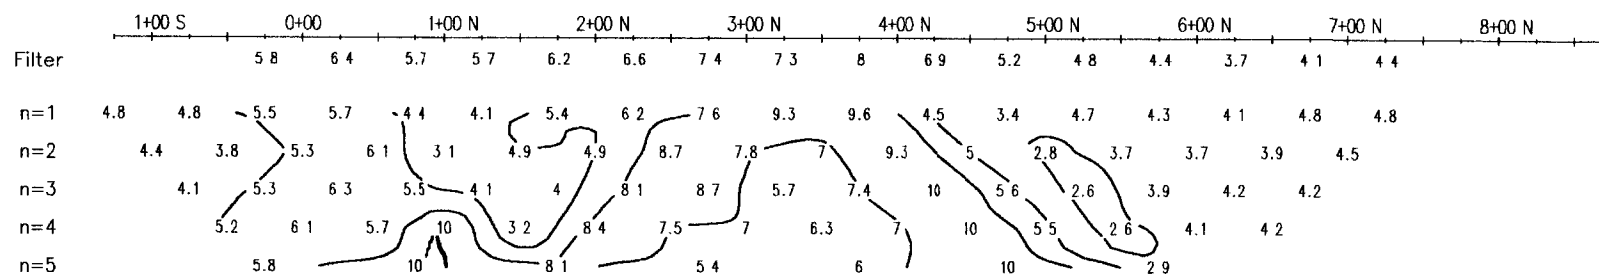 1+00 S 0+00 1+00 N 2+00 N 3+00 N 4+00 N 5+00 N 6+00 N 7+00 N 8+00 N
Filter 5.8 6 4 5.7 5 7 6.2 6.6 7 4 7 3 8 6 9 5.2 4 8 4.4 3.7 4 1 4 4
n=1 4.8 4.8 5.5 5.7 4 4 4.1 5.4 6 2 7 6 9.3 9.6 4.5 3.4 4.7 4.3 4 1 4.8 4.8
n=2 4.4 3.8 5.3 6 1 3 1 4.9 4.9 8.7 7.8 7 9.3 5 2.8 3.7 3.7 3.9 4.5
n=3 4.1 5.3 6 3 5.5 4 1 4 8 1 8 7 5.7 7.4 10 5 6 2.6 3.9 4.2 4.2
n=4 5.2 6 1 5.7 10 3 2 8 4 7.5 7 6.3 7 10 5 5 2 6 4.1 4 2
n=5 5.8 10 8 1 5 4 6 10 2 9